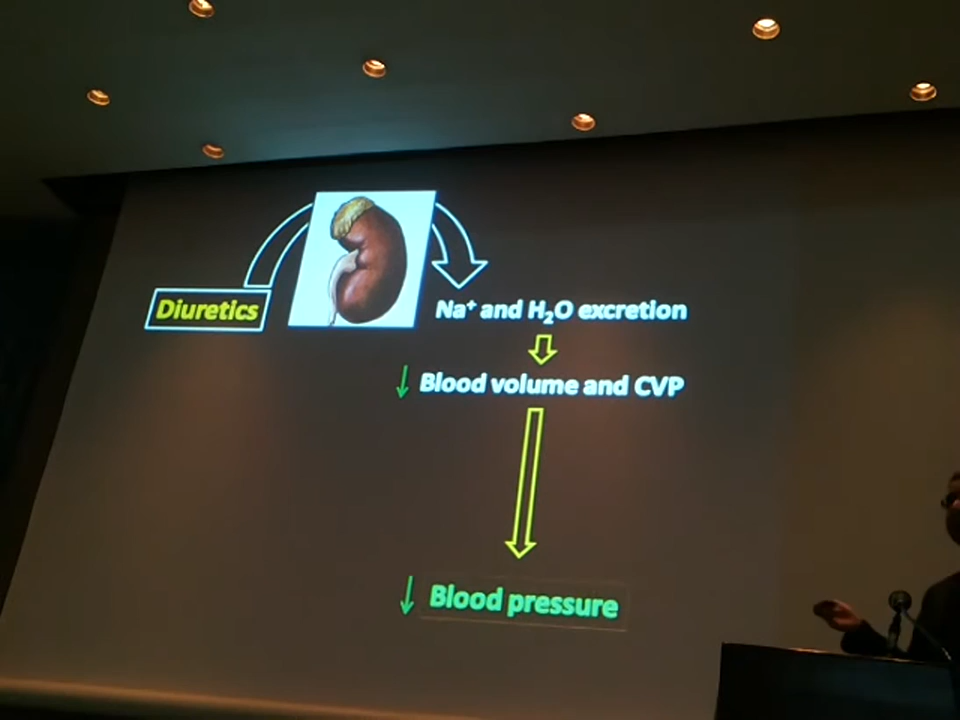 Diuretics
Na⁺ and H₂O excretion
↓ Blood volume and CVP
↓ Blood pressure